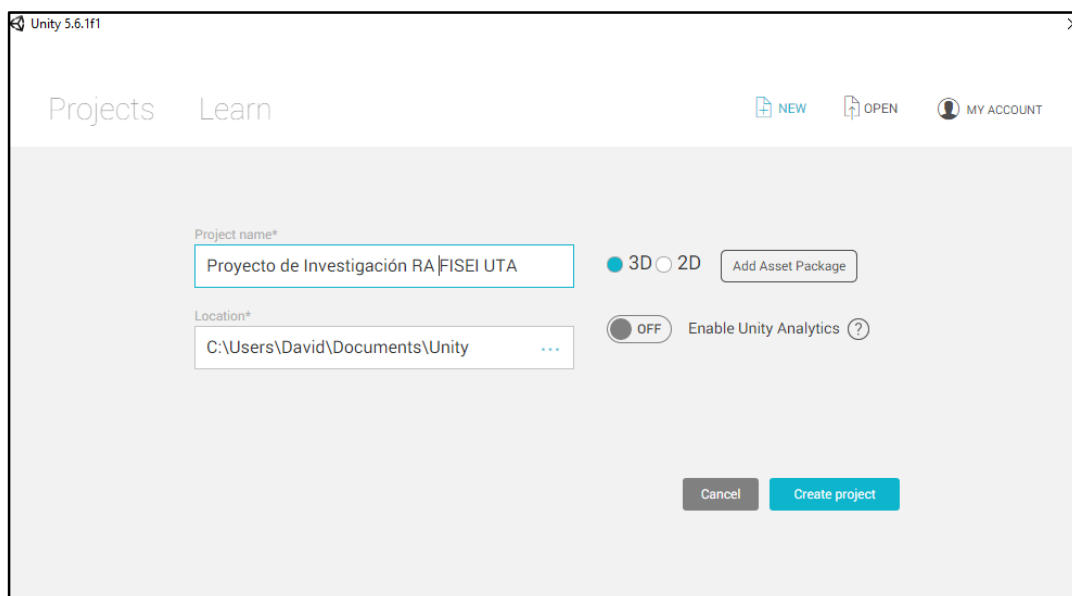 Unity 5.6.1f1
Projects Learn NEW OPEN MY ACCOUNT
Project name*
Proyecto de Investigación RA FISEI UTA 3D 2D Add Asset Package
Location*
C:\Users\David\Documents\Unity ... OFF Enable Unity Analytics ?
Cancel Create project